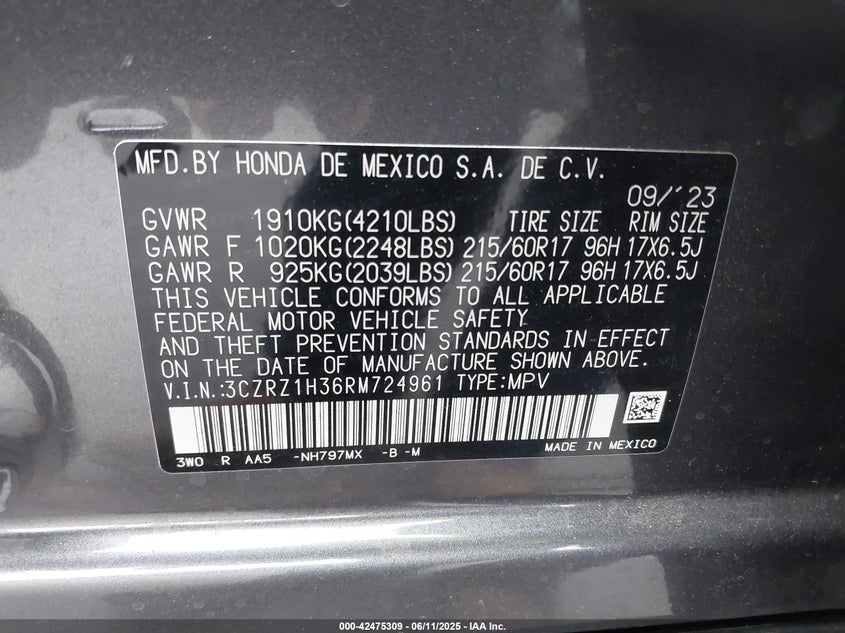 MFD.BY HONDA DE MEXICO S.A. DE C.V.
09/'23
GVWR 1910KG(4210LBS) TIRE SIZE RIM SIZE
GAWR F 1020KG(2248LBS) 215/60R17 96H 17X6.5J
GAWR R 925KG(2039LBS) 215/60R17 96H 17X6.5J
THIS VEHICLE CONFORMS TO ALL APPLICABLE
FEDERAL MOTOR VEHICLE SAFETY
AND THEFT PREVENTION STANDARDS IN EFFECT
ON THE DATE OF MANUFACTURE SHOWN ABOVE.
V.I.N.:3CZRZ1H36RM724961 TYPE:MPV
3W0 R AA5 -NH797MX -B -M MADE IN MEXICO
000-42475309 - 06/11/2025 - IAA Inc.